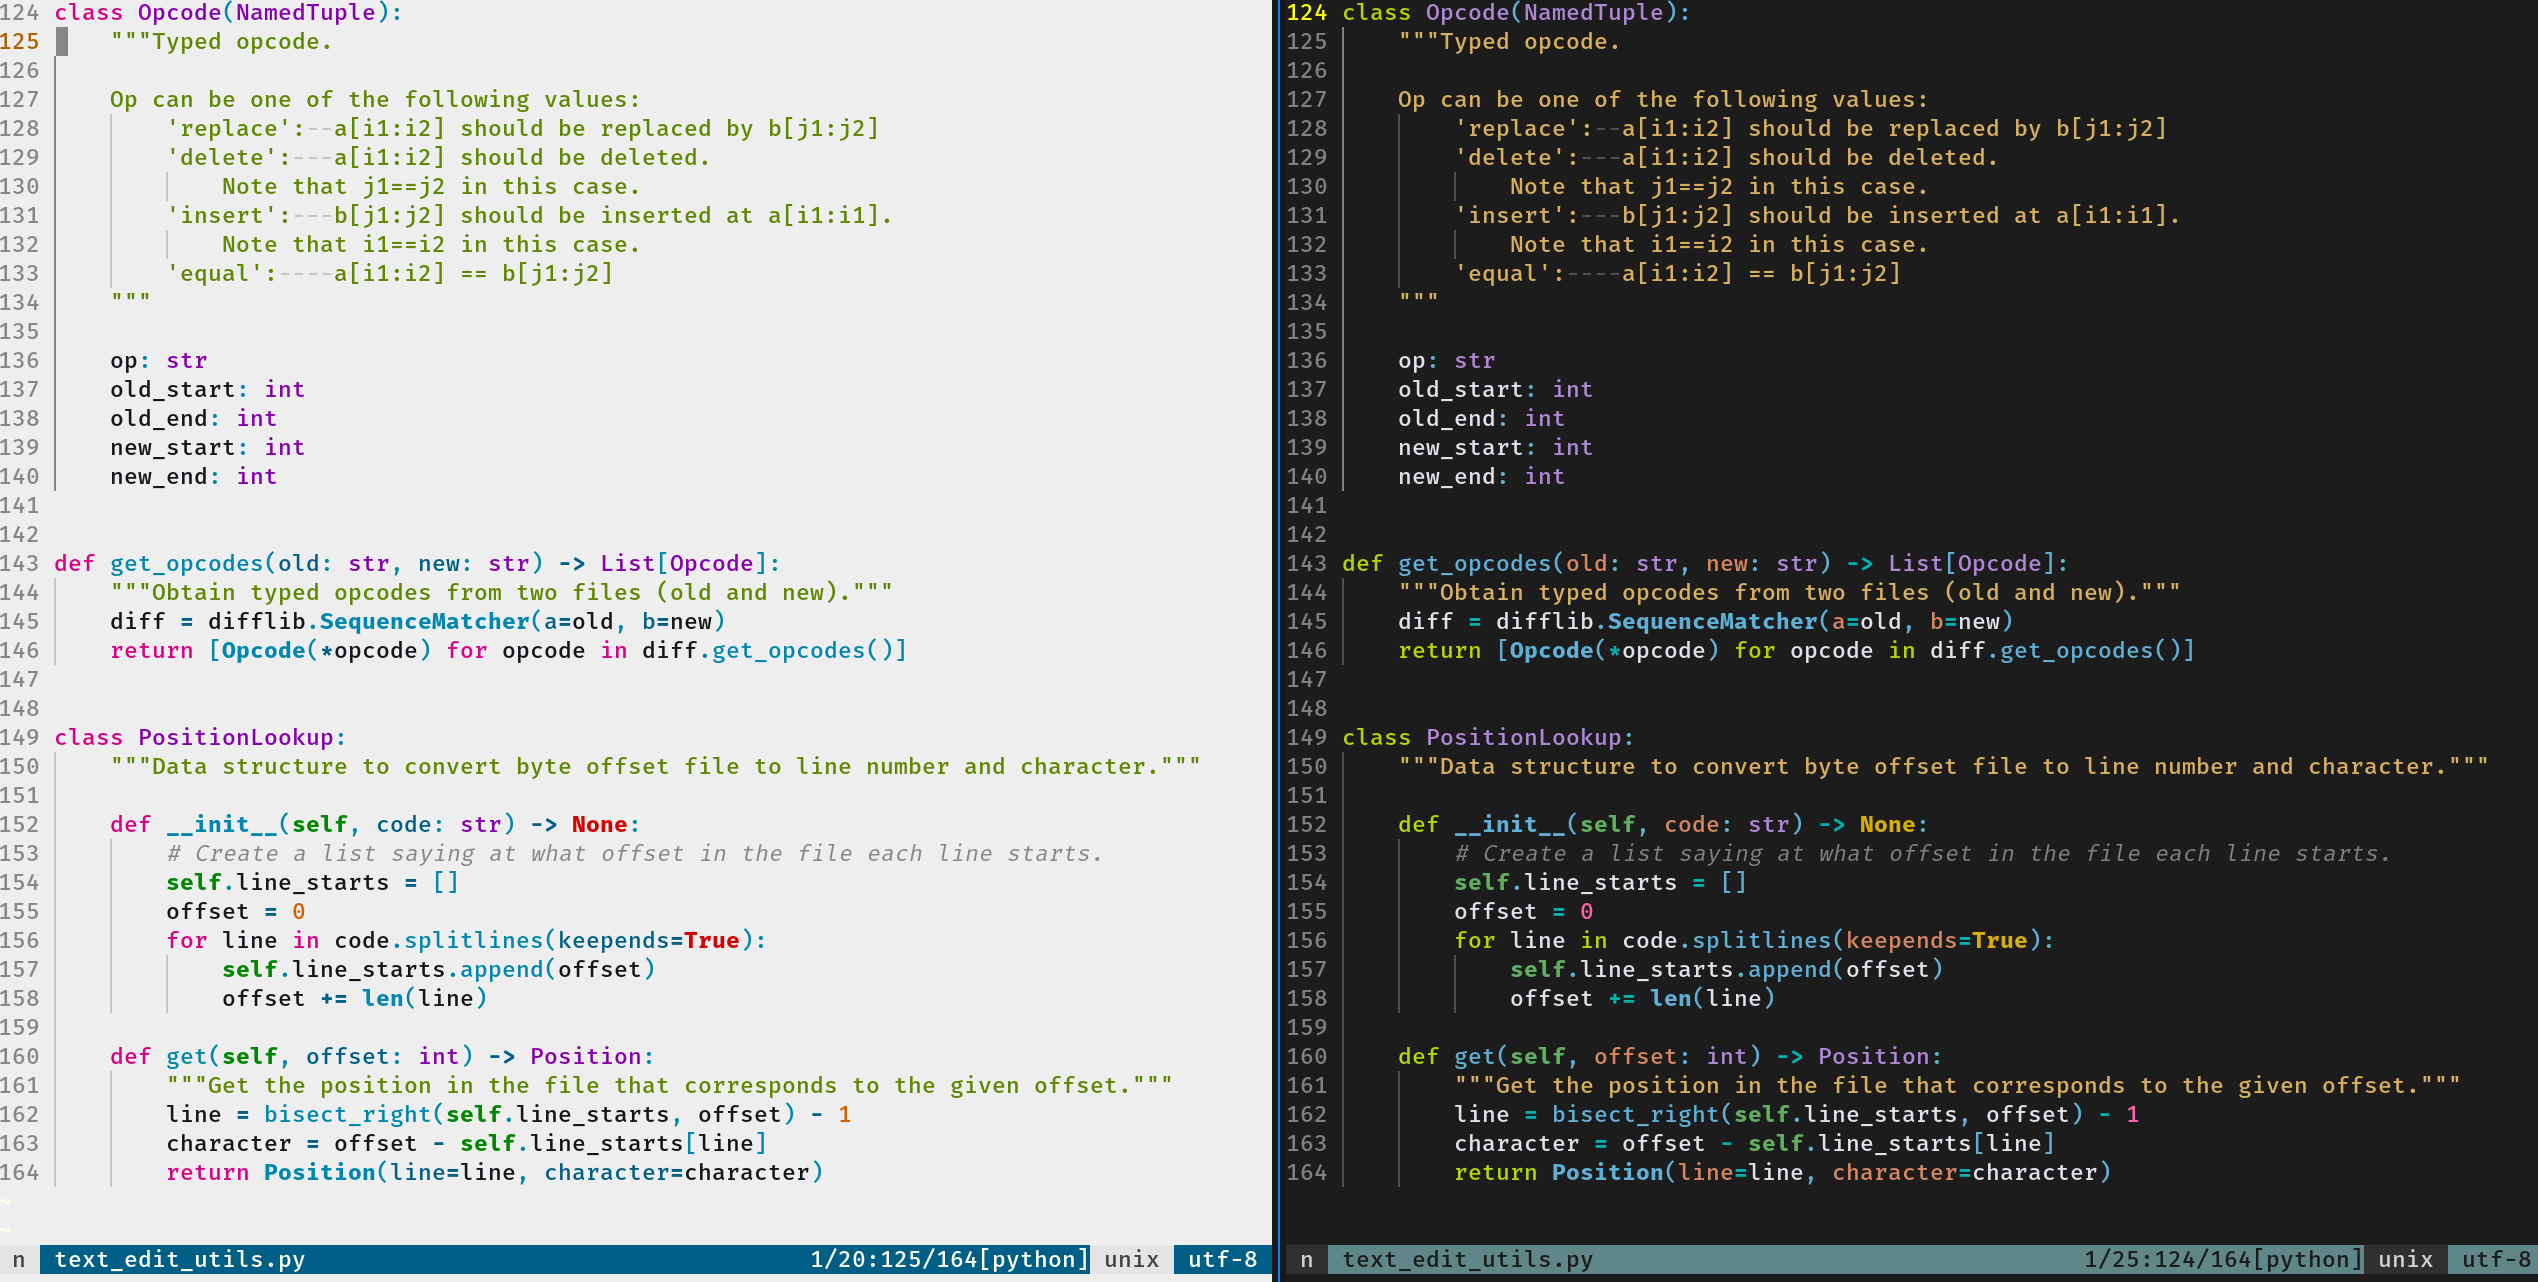 124 class Opcode(NamedTuple):
125     """Typed opcode.
126
127     Op can be one of the following values:
128         'replace':--a[i1:i2] should be replaced by b[j1:j2]
129         'delete':---a[i1:i2] should be deleted.
130             Note that j1==j2 in this case.
131         'insert':---b[j1:j2] should be inserted at a[i1:i1].
132             Note that i1==i2 in this case.
133         'equal':----a[i1:i2] == b[j1:j2]
134     """
135
136     op: str
137     old_start: int
138     old_end: int
139     new_start: int
140     new_end: int
141
142
143 def get_opcodes(old: str, new: str) -> List[Opcode]:
144     """Obtain typed opcodes from two files (old and new)."""
145     diff = difflib.SequenceMatcher(a=old, b=new)
146     return [Opcode(*opcode) for opcode in diff.get_opcodes()]
147
148
149 class PositionLookup:
150     """Data structure to convert byte offset file to line number and character."""
151
152     def __init__(self, code: str) -> None:
153         # Create a list saying at what offset in the file each line starts.
154         self.line_starts = []
155         offset = 0
156         for line in code.splitlines(keepends=True):
157             self.line_starts.append(offset)
158             offset += len(line)
159
160     def get(self, offset: int) -> Position:
161         """Get the position in the file that corresponds to the given offset."""
162         line = bisect_right(self.line_starts, offset) - 1
163         character = offset - self.line_starts[line]
164         return Position(line=line, character=character)
~
~
n text_edit_utils.py 1/20:125/164[python] unix utf-8
124 class Opcode(NamedTuple):
125     """Typed opcode.
126
127     Op can be one of the following values:
128         'replace':--a[i1:i2] should be replaced by b[j1:j2]
129         'delete':---a[i1:i2] should be deleted.
130             Note that j1==j2 in this case.
131         'insert':---b[j1:j2] should be inserted at a[i1:i1].
132             Note that i1==i2 in this case.
133         'equal':----a[i1:i2] == b[j1:j2]
134     """
135
136     op: str
137     old_start: int
138     old_end: int
139     new_start: int
140     new_end: int
141
142
143 def get_opcodes(old: str, new: str) -> List[Opcode]:
144     """Obtain typed opcodes from two files (old and new)."""
145     diff = difflib.SequenceMatcher(a=old, b=new)
146     return [Opcode(*opcode) for opcode in diff.get_opcodes()]
147
148
149 class PositionLookup:
150     """Data structure to convert byte offset file to line number and character."""
151
152     def __init__(self, code: str) -> None:
153         # Create a list saying at what offset in the file each line starts.
154         self.line_starts = []
155         offset = 0
156         for line in code.splitlines(keepends=True):
157             self.line_starts.append(offset)
158             offset += len(line)
159
160     def get(self, offset: int) -> Position:
161         """Get the position in the file that corresponds to the given offset."""
162         line = bisect_right(self.line_starts, offset) - 1
163         character = offset - self.line_starts[line]
164         return Position(line=line, character=character)
n text_edit_utils.py 1/25:124/164[python] unix utf-8